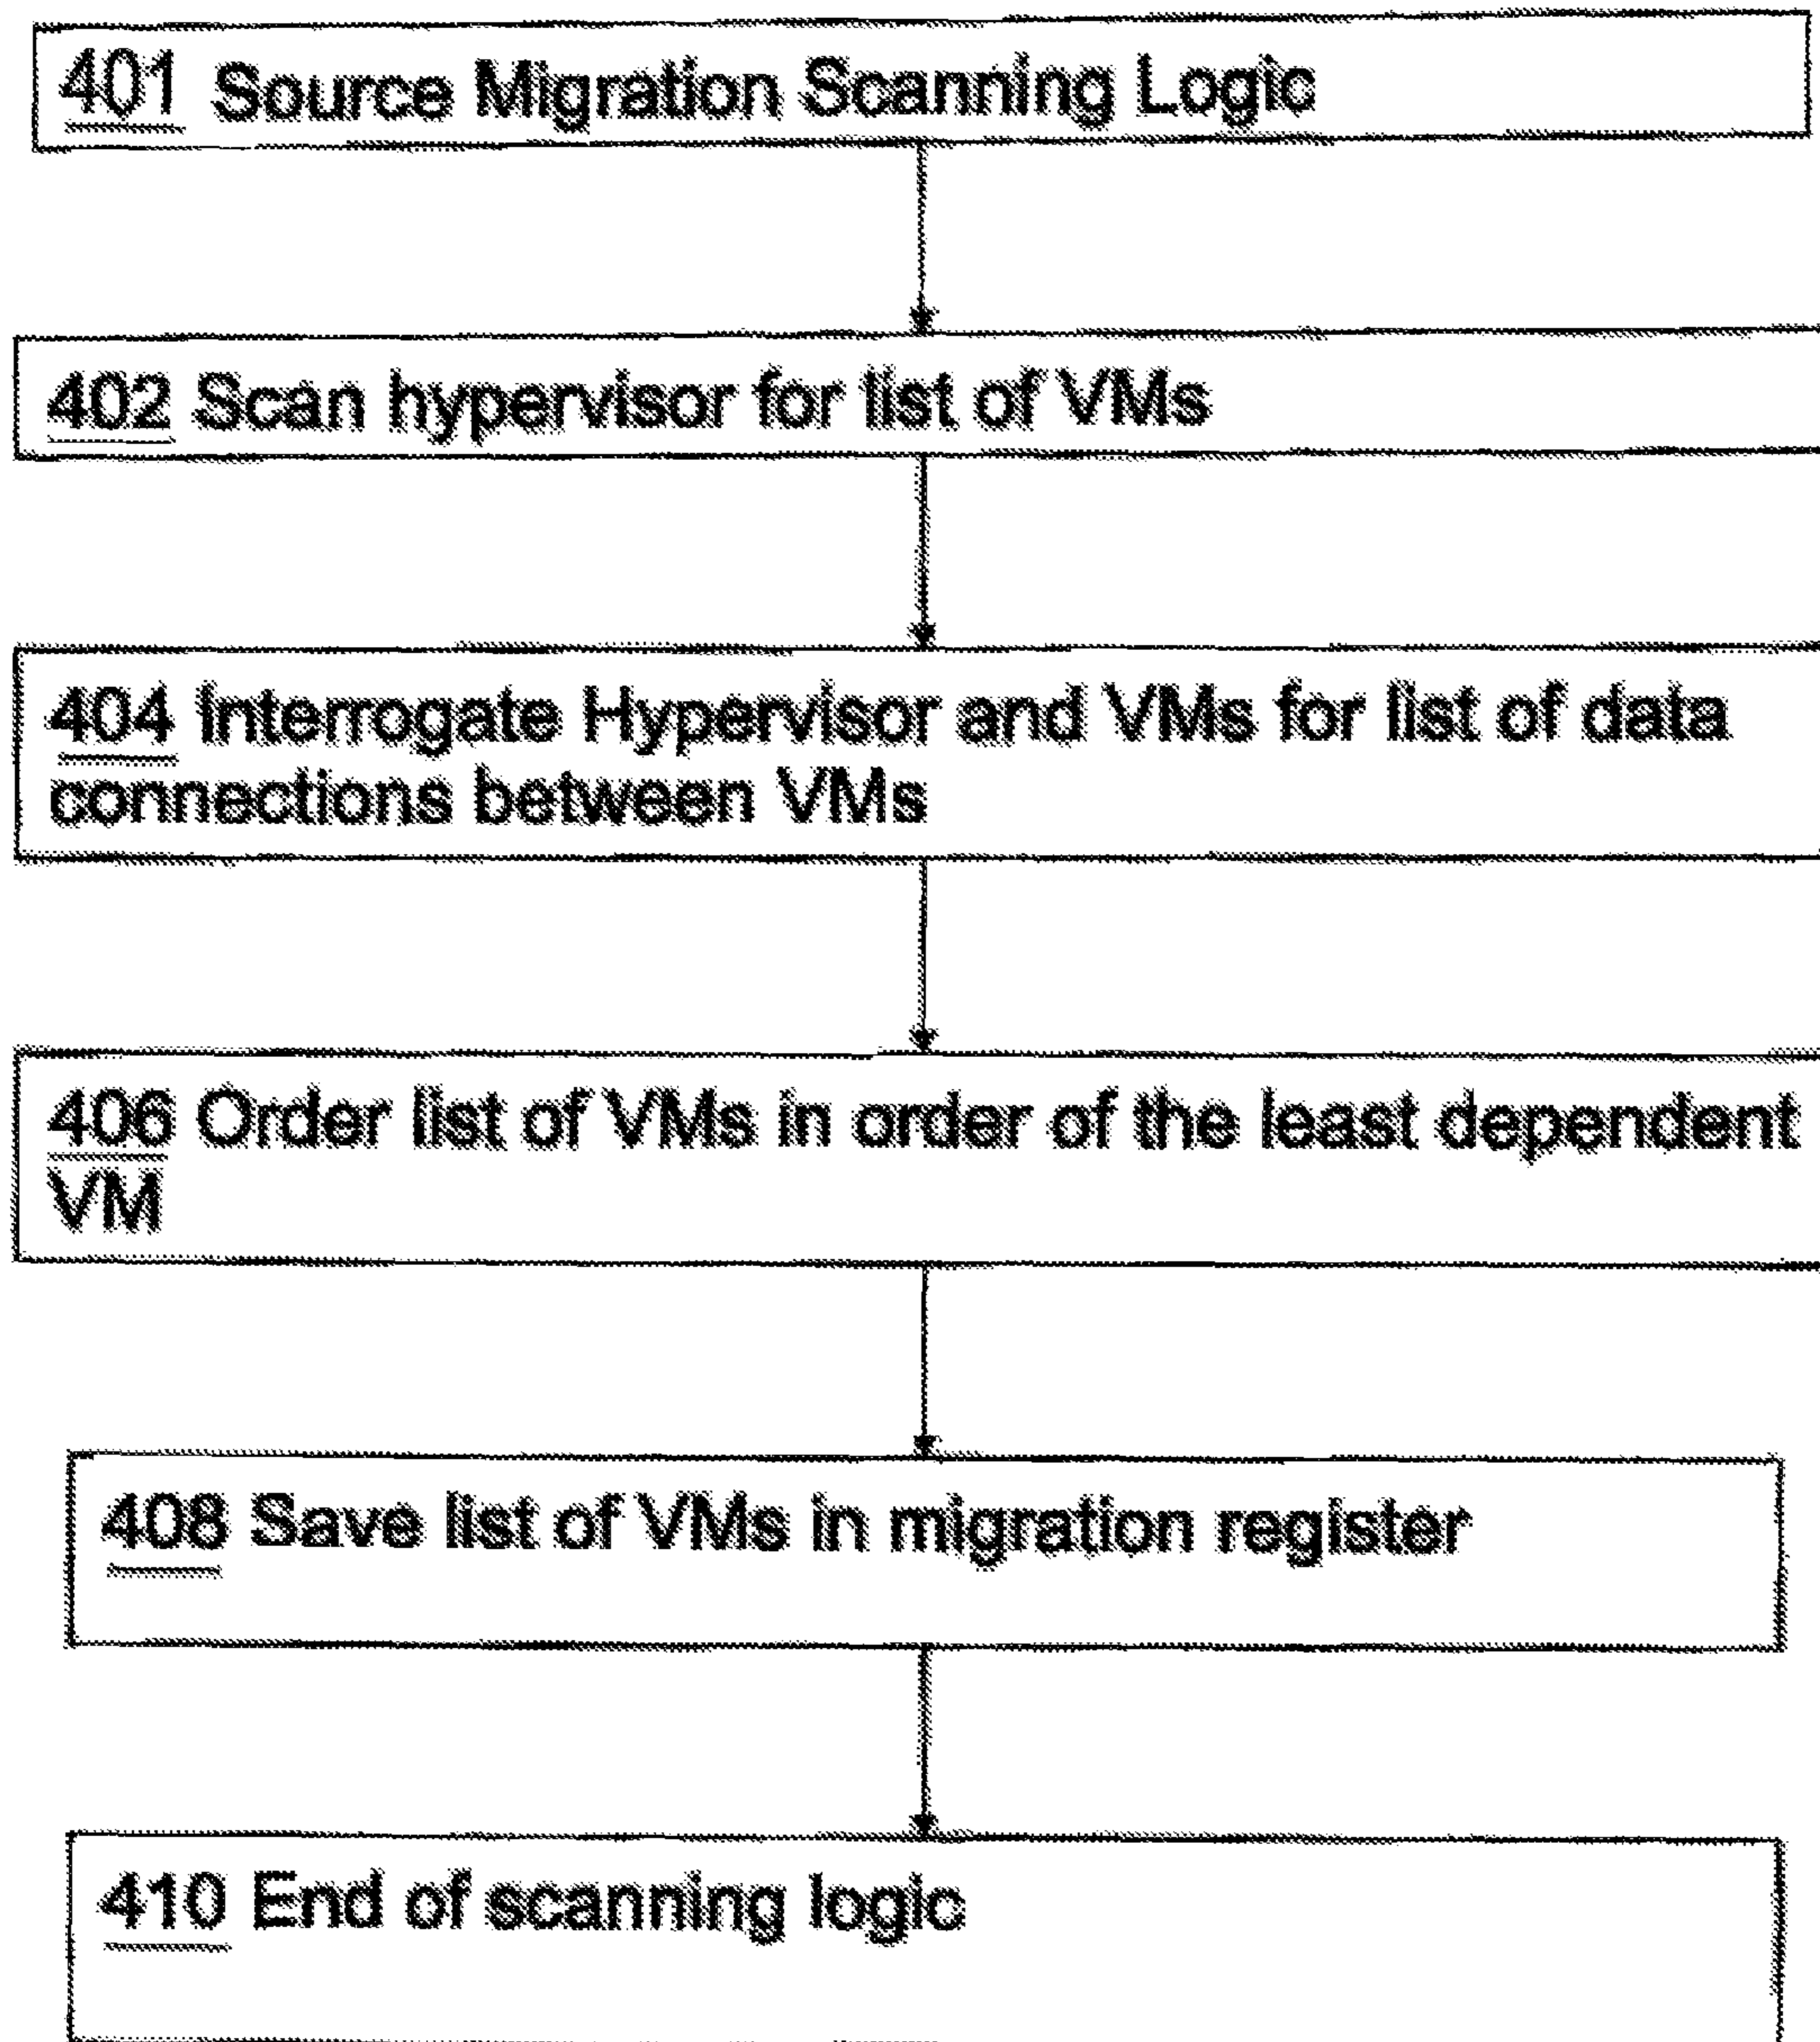 401 Source Migration Scanning Logic
402 Scan hypervisor for list of VMs
404 Interrogate Hypervisor and VMs for list of data
connections between VMs
406 Order list of VMs in order of the least dependent
VM
408 Save list of VMs in migration register
410 End of scanning logic